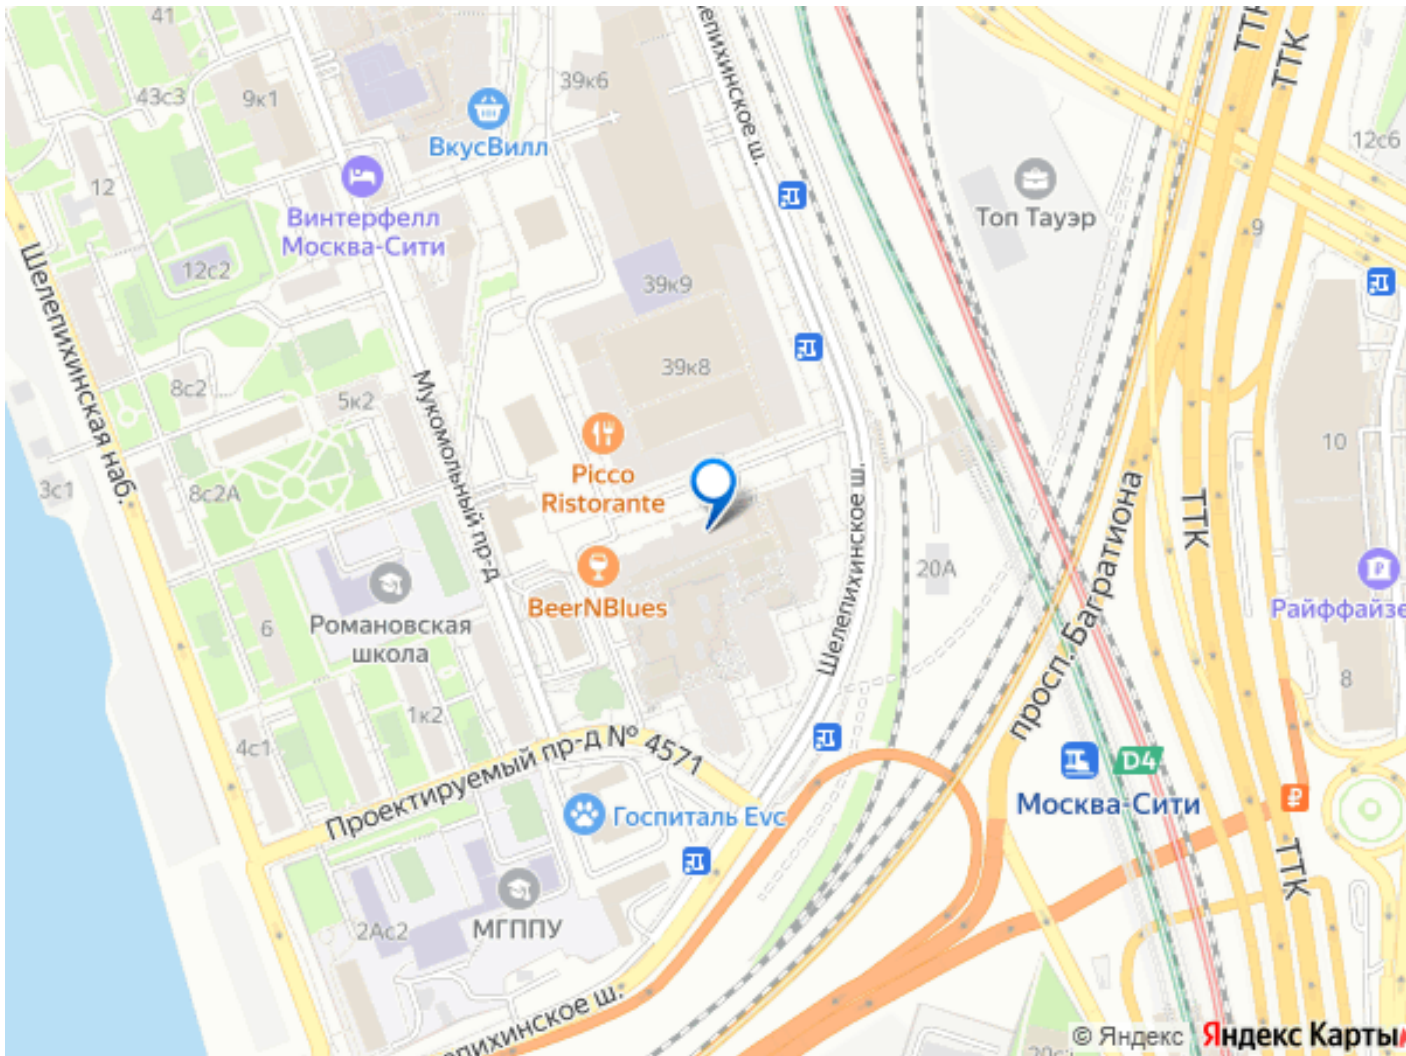 41
43с3
9к1
39к6
ВкусВилл
12
Винтерфелл
Москва-Сити
12с2
Шелепихинская наб.
8с2
5к2
8с2А
3с1
Мукомольный пр-д
39к9
39к8
Picco
Ristorante
BeerNBlues
Романовская
школа
6
1к2
4с1
Проектируемый пр-д № 4571
Госпиталь Evc
МГППУ
2Ас2
Шелепихинское ш.
Шелепихинское ш.
20А
Топ Тауэр
ТТК
ТТК
12с6
9
10
ТТК
просп. Багратиона
Райффайзе
8
D4
Москва-Сити
ТТК
© Яндекс
Яндекс Карты